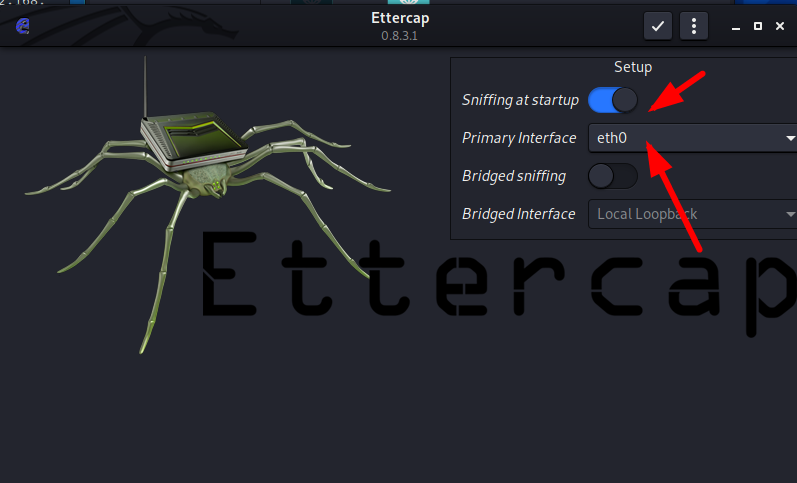 2.168.
Ettercap
0.8.3.1
Setup
Sniffing at startup
Primary Interface eth0
Bridged sniffing
Bridged Interface Local Loopback
Ettercap